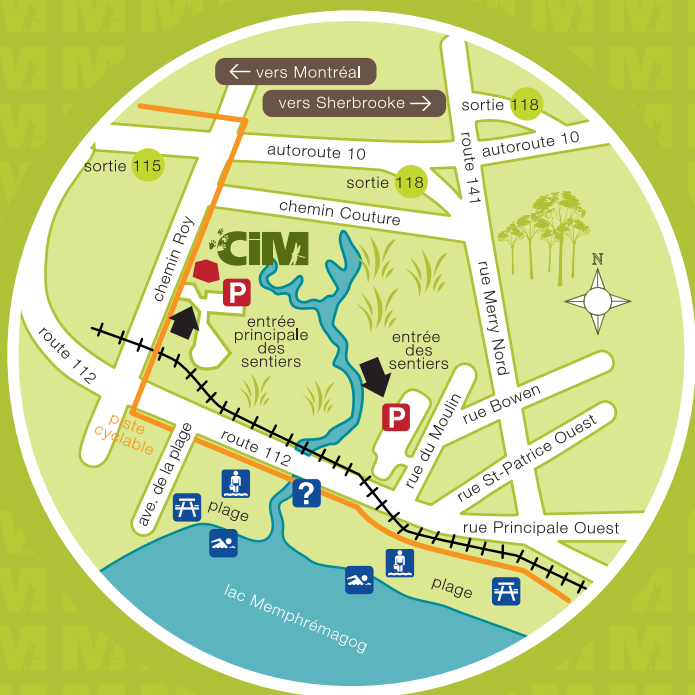 ← vers Montréal
vers Sherbrooke →
sortie 118
autoroute 10
autoroute 10
route 141
sortie 115
sortie 118
chemin Couture
chemin Roy
CiM
P
N
entrée
principale
des
sentiers
entrée
des
sentiers
rue Merry Nord
route 112
P
rue Bowen
rue du Moulin
piste
cyclable
route 112
rue St-Patrice Ouest
ave. de la plage
?
plage
rue Principale Ouest
plage
lac Memphrémagog